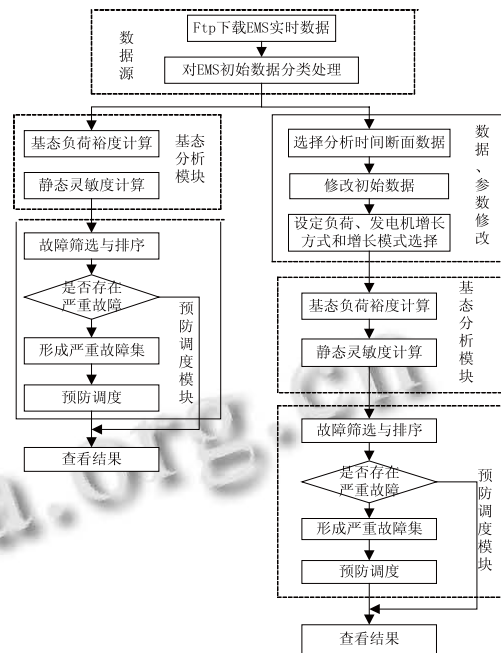 数据源
Ftp下载EMS实时数据
对EMS初始数据分类处理
基态负荷裕度计算
静态灵敏度计算
基态
分析
模块
故障筛选与排序
是否存在
严重故障
形成严重故障集
预防调度
预防调度模块
查看结果
选择分析时间断面数据
修改初始数据
设定负荷、发电机增长
方式和增长模式选择
数据、参数修改
基态负荷裕度计算
静态灵敏度计算
基态分析模块
故障筛选与排序
是否存在
严重故障
形成严重故障集
预防调度
预防调度模块
查看结果
.org.cn